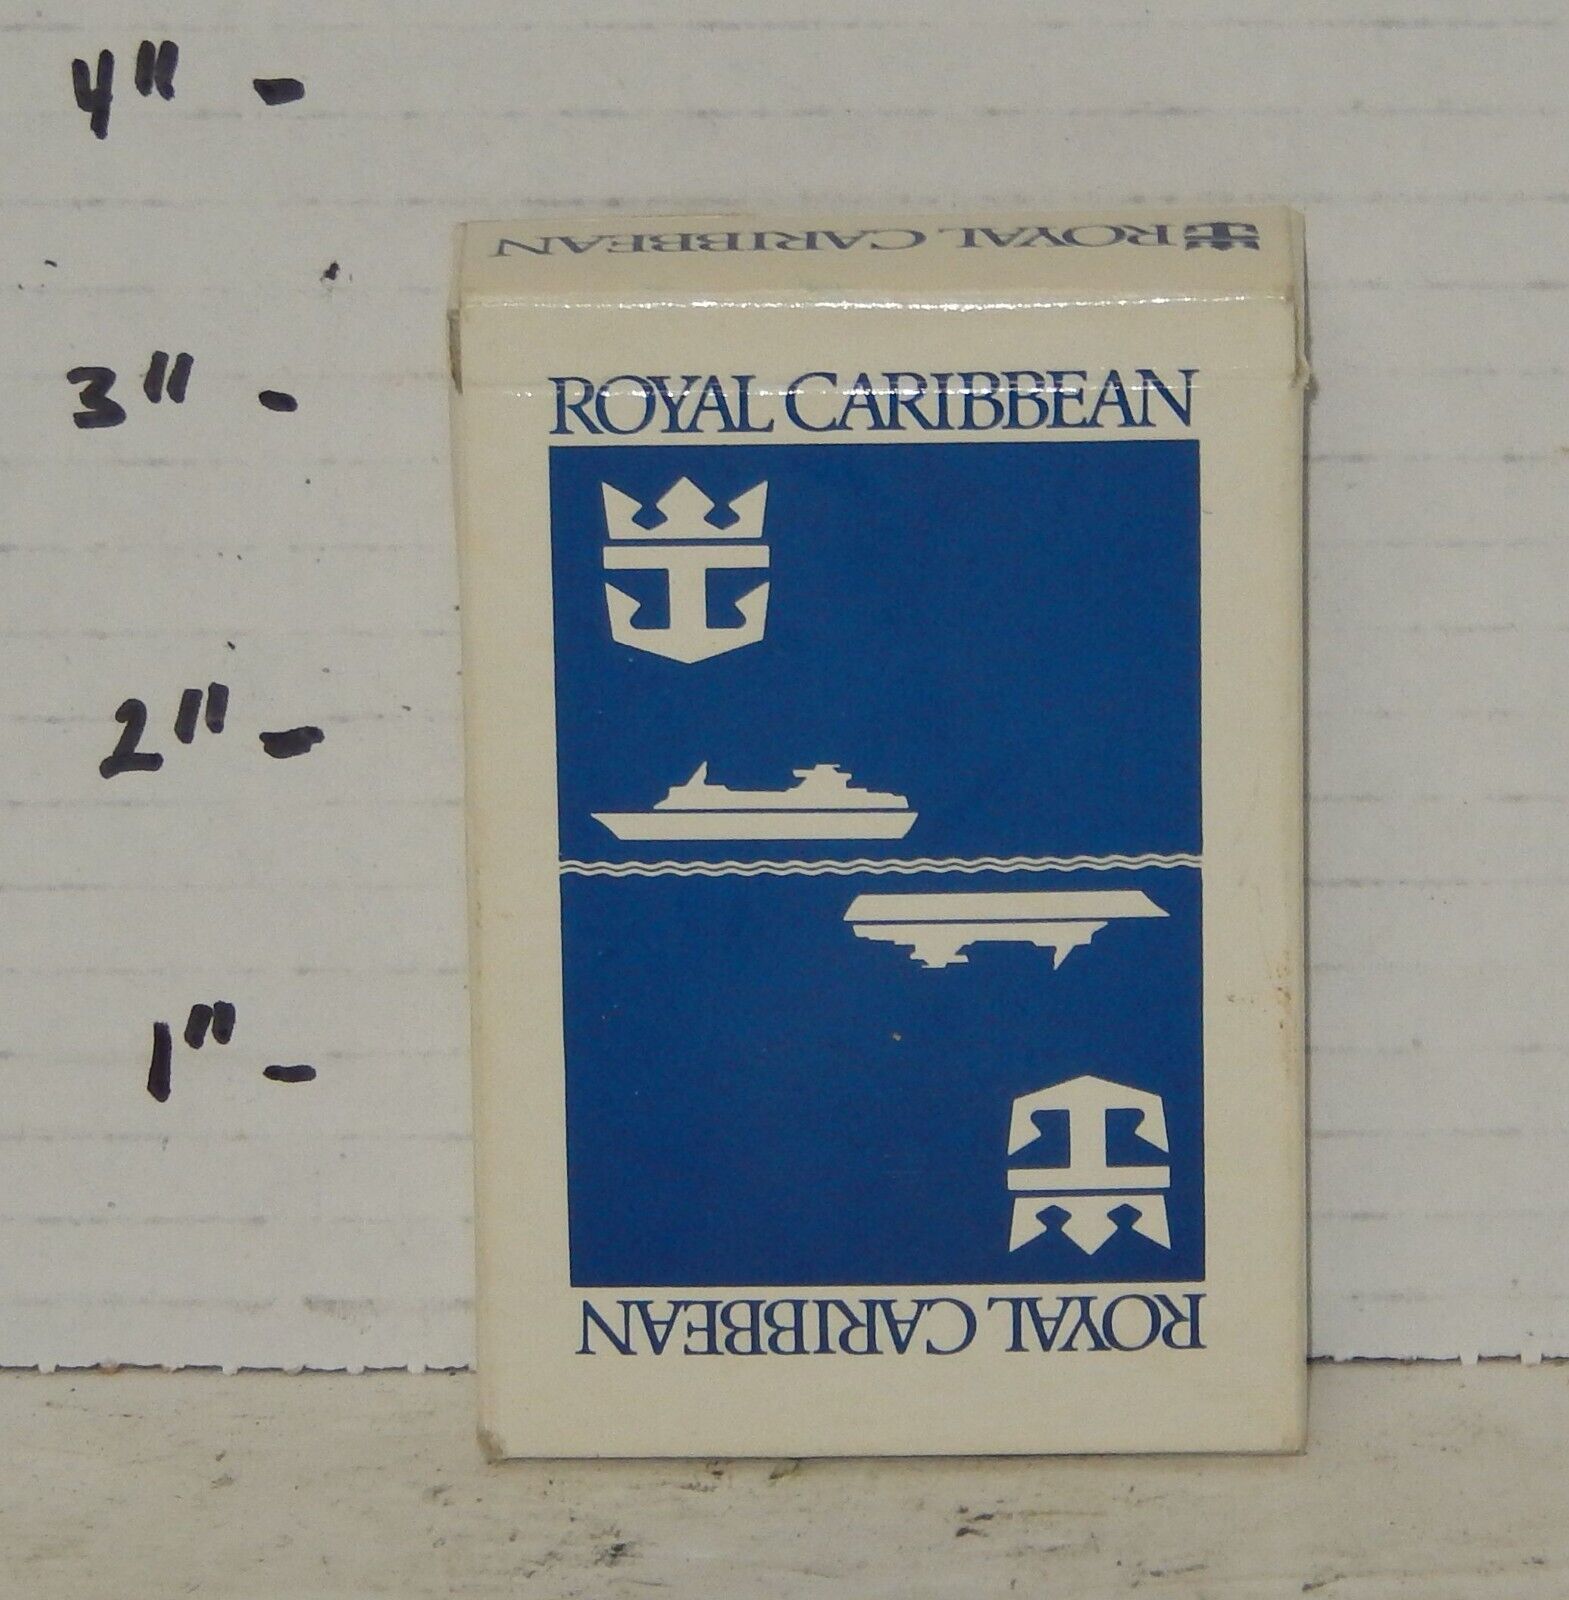 4" -
ROYAL CARIBBEAN
3" -
ROYAL CARIBBEAN
2" -
1" -
ROYAL CARIBBEAN